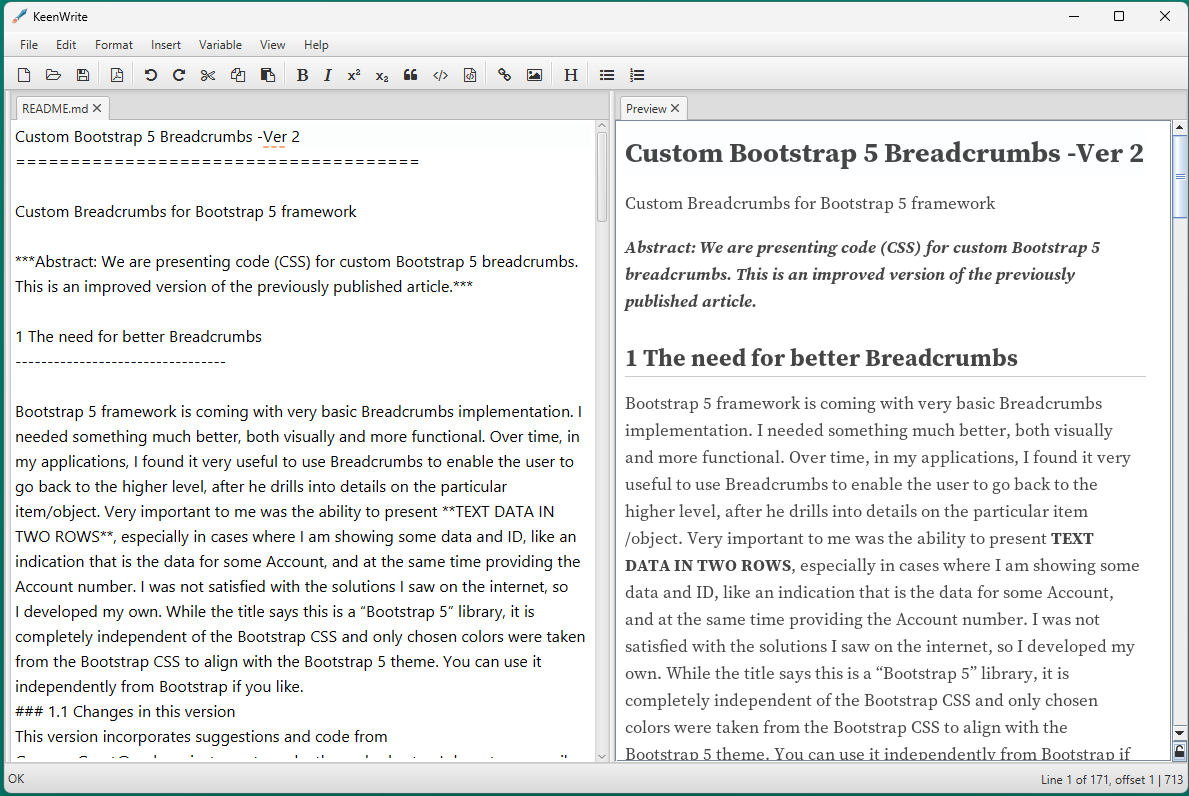 KeenWrite
File Edit Format Insert Variable View Help
B I x² x₂ </> H
README.md
Custom Bootstrap 5 Breadcrumbs -Ver 2
=====================================
Custom Breadcrumbs for Bootstrap 5 framework
***Abstract: We are presenting code (CSS) for custom Bootstrap 5 breadcrumbs.
This is an improved version of the previously published article.***
1 The need for better Breadcrumbs
---------------------------------
Bootstrap 5 framework is coming with very basic Breadcrumbs implementation. I
needed something much better, both visually and more functional. Over time, in
my applications, I found it very useful to use Breadcrumbs to enable the user to
go back to the higher level, after he drills into details on the particular
item/object. Very important to me was the ability to present **TEXT DATA IN
TWO ROWS**, especially in cases where I am showing some data and ID, like an
indication that is the data for some Account, and at the same time providing the
Account number. I was not satisfied with the solutions I saw on the internet, so
I developed my own. While the title says this is a “Bootstrap 5” library, it is
completely independent of the Bootstrap CSS and only chosen colors were taken
from the Bootstrap CSS to align with the Bootstrap 5 theme. You can use it
independently from Bootstrap if you like.
### 1.1 Changes in this version
This version incorporates suggestions and code from
Preview
Custom Bootstrap 5 Breadcrumbs -Ver 2
Custom Breadcrumbs for Bootstrap 5 framework
Abstract: We are presenting code (CSS) for custom Bootstrap 5
breadcrumbs. This is an improved version of the previously
published article.
1 The need for better Breadcrumbs
Bootstrap 5 framework is coming with very basic Breadcrumbs
implementation. I needed something much better, both visually
and more functional. Over time, in my applications, I found it very
useful to use Breadcrumbs to enable the user to go back to the
higher level, after he drills into details on the particular item
/object. Very important to me was the ability to present TEXT
DATA IN TWO ROWS, especially in cases where I am showing some
data and ID, like an indication that is the data for some Account,
and at the same time providing the Account number. I was not
satisfied with the solutions I saw on the internet, so I developed my
own. While the title says this is a “Bootstrap 5” library, it is
completely independent of the Bootstrap CSS and only chosen
colors were taken from the Bootstrap CSS to align with the
Bootstrap 5 theme. You can use it independently from Bootstrap if
OK
Line 1 of 171, offset 1 | 713